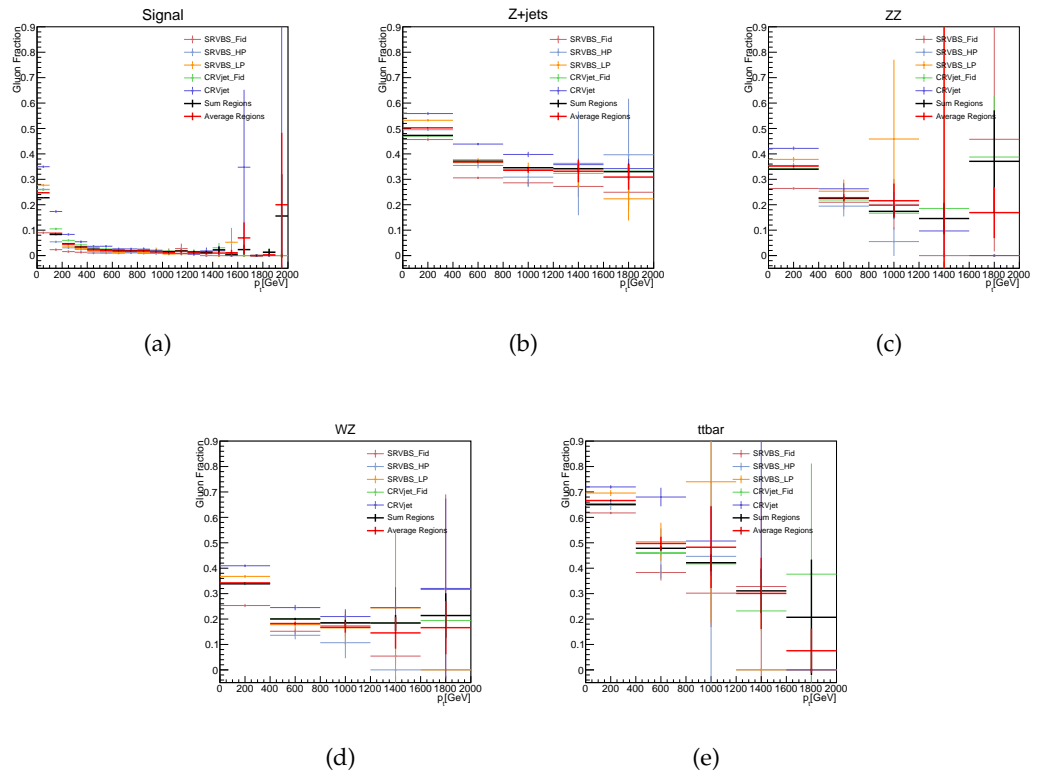 Signal
Gluon Fraction
0.9
0.8
0.7
0.6
0.5
0.4
0.3
0.2
0.1
0
SRVBS_Fid
SRVBS_HP
SRVBS_LP
CRVjet_Fid
CRVjet
Sum Regions
Average Regions
0 200 400 600 800 1000 1200 1400 1600 1800 2000
p_t[GeV]
(a)
Z+jets
Gluon Fraction
0.9
0.8
0.7
0.6
0.5
0.4
0.3
0.2
0.1
0
SRVBS_Fid
SRVBS_HP
SRVBS_LP
CRVjet_Fid
CRVjet
Sum Regions
Average Regions
0 200 400 600 800 1000 1200 1400 1600 1800 2000
p_t[GeV]
(b)
ZZ
Gluon Fraction
0.9
0.8
0.7
0.6
0.5
0.4
0.3
0.2
0.1
0
SRVBS_Fid
SRVBS_HP
SRVBS_LP
CRVjet_Fid
CRVjet
Sum Regions
Average Regions
0 200 400 600 800 1000 1200 1400 1600 1800 2000
p_t[GeV]
(c)
WZ
Gluon Fraction
0.9
0.8
0.7
0.6
0.5
0.4
0.3
0.2
0.1
0
SRVBS_Fid
SRVBS_HP
SRVBS_LP
CRVjet_Fid
CRVjet
Sum Regions
Average Regions
0 200 400 600 800 1000 1200 1400 1600 1800 2000
p_t[GeV]
(d)
ttbar
Gluon Fraction
0.9
0.8
0.7
0.6
0.5
0.4
0.3
0.2
0.1
0
SRVBS_Fid
SRVBS_HP
SRVBS_LP
CRVjet_Fid
CRVjet
Sum Regions
Average Regions
0 200 400 600 800 1000 1200 1400 1600 1800 2000
p_t[GeV]
(e)